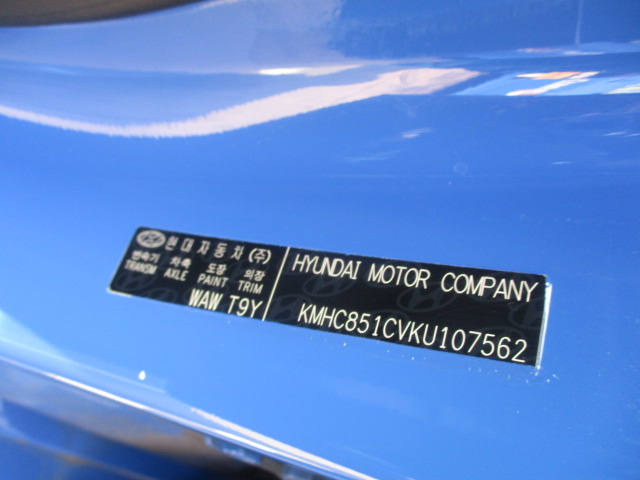 현대자동차(주)
변속기 차축 도장 의장
TRANSM AXLE PAINT TRIM
WAW T9Y
HYUNDAI MOTOR COMPANY
KMHC851CVKU107562